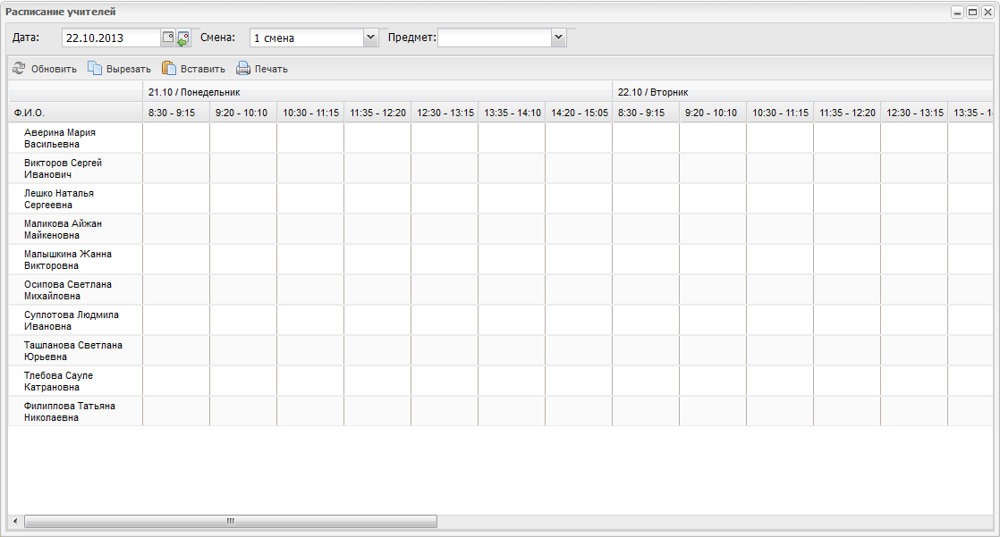 Расписание учителей
Дата: 22.10.2013 Смена: 1 смена Предмет:
Обновить Вырезать Вставить Печать
21.10 / Понедельник 22.10 / Вторник
Ф.И.О. 8:30 - 9:15 9:20 - 10:10 10:30 - 11:15 11:35 - 12:20 12:30 - 13:15 13:35 - 14:10 14:20 - 15:05 8:30 - 9:15 9:20 - 10:10 10:30 - 11:15 11:35 - 12:20 12:30 - 13:15 13:35 - 1
Аверина Мария
Васильевна
Викторов Сергей
Иванович
Лешко Наталья
Сергеевна
Маликова Айжан
Майкеновна
Малышкина Жанна
Викторовна
Осипова Светлана
Михайловна
Суплотова Людмила
Ивановна
Ташланова Светлана
Юрьевна
Тлебова Сауле
Катрановна
Филиппова Татьяна
Николаевна